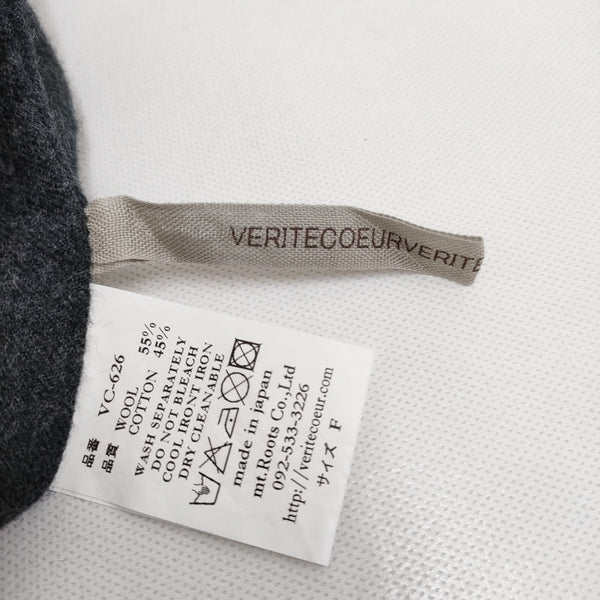 VERITECOEURVERITE
品番 VC-626
品質 WOOL 55%
COTTON 45%
WASH SEPARATELY
DO NOT BLEACH
COOL IRONT IRON
DRY CLEANABLE
made in japan
mt.Roots Co.,Ltd
092-533-3226
http://veritecoeur.com
サイズ F